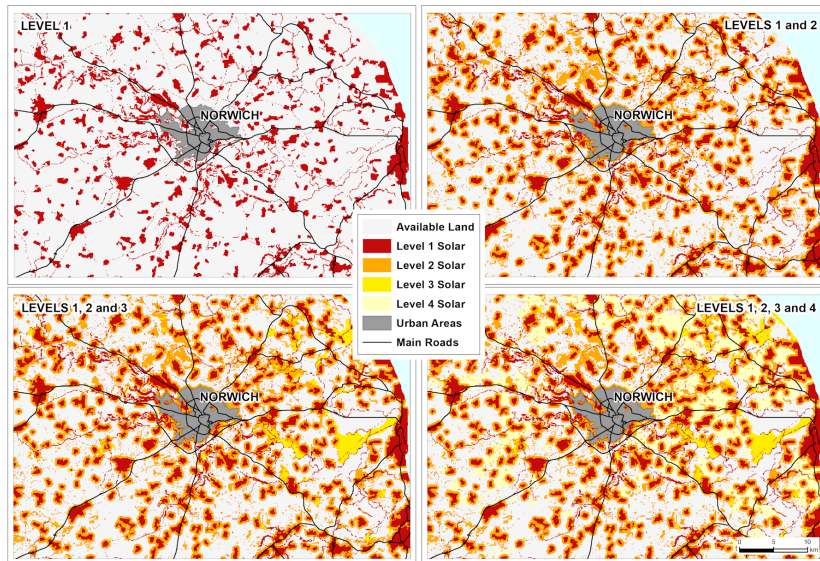 LEVEL 1
NORWICH
LEVELS 1 and 2
NORWICH
Available Land
Level 1 Solar
Level 2 Solar
Level 3 Solar
Level 4 Solar
Urban Areas
Main Roads
LEVELS 1, 2 and 3
NORWICH
LEVELS 1, 2, 3 and 4
NORWICH
5 10
km